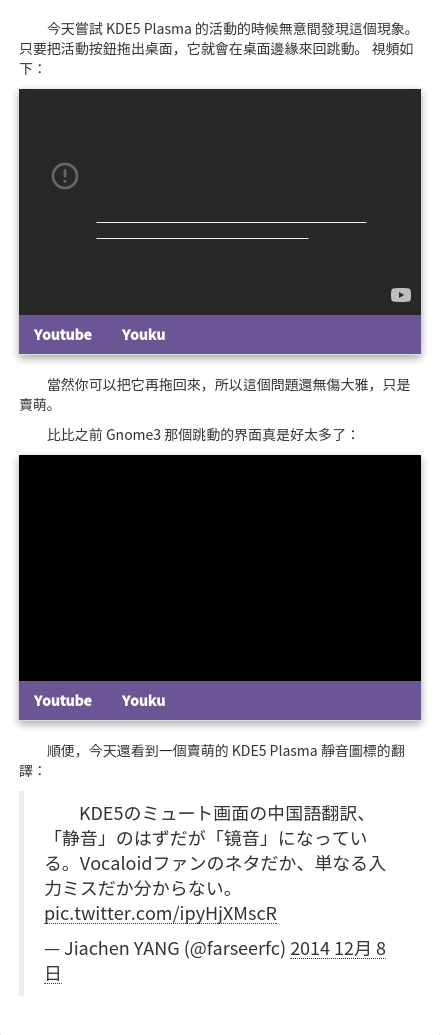 今天嘗試 KDE5 Plasma 的活動的時候無意間發現這個現象。
只要把活動按鈕拖出桌面，它就會在桌面邊緣來回跳動。 視頻如
下：
Youtube Youku
當然你可以把它再拖回來，所以這個問題還無傷大雅，只是
賣萌。
比比之前 Gnome3 那個跳動的界面真是好太多了：
Youtube Youku
順便，今天還看到一個賣萌的 KDE5 Plasma 靜音圖標的翻
譯：
KDE5のミュート画面の中国語翻訳、
「静音」のはずだが「镜音」になってい
る。Vocaloidファンのネタだか、単なる入
力ミスだか分からない。
pic.twitter.com/ipyHjXMscR
— Jiachen YANG (@farseerfc) 2014 12月 8
日